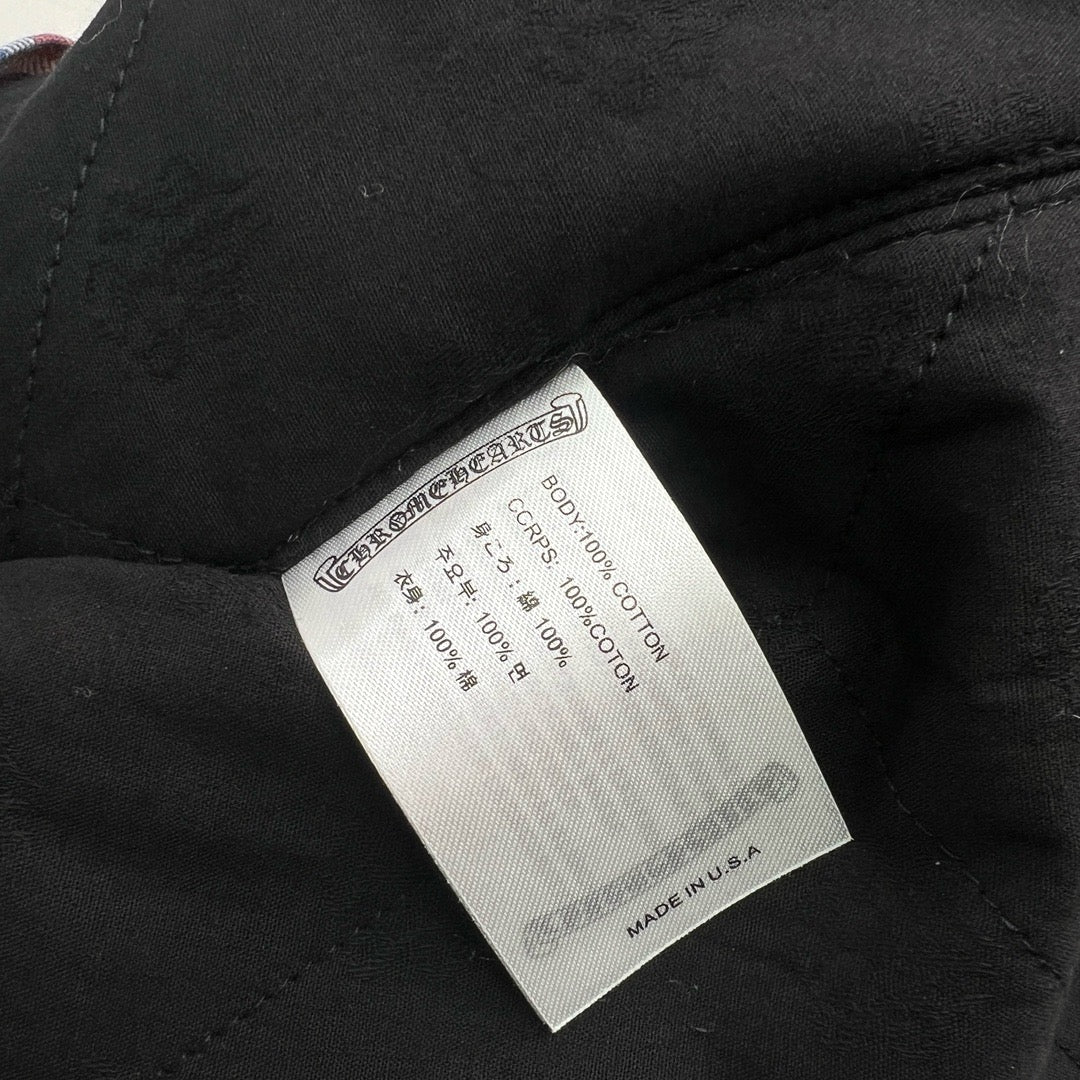 CHROMEHEARTS
BODY:100% COTTON
CCRPS: 100%COTON
身ころ : 綿 100%
주요부: 100% 면
衣身: 100% 棉
MADE IN U.S.A